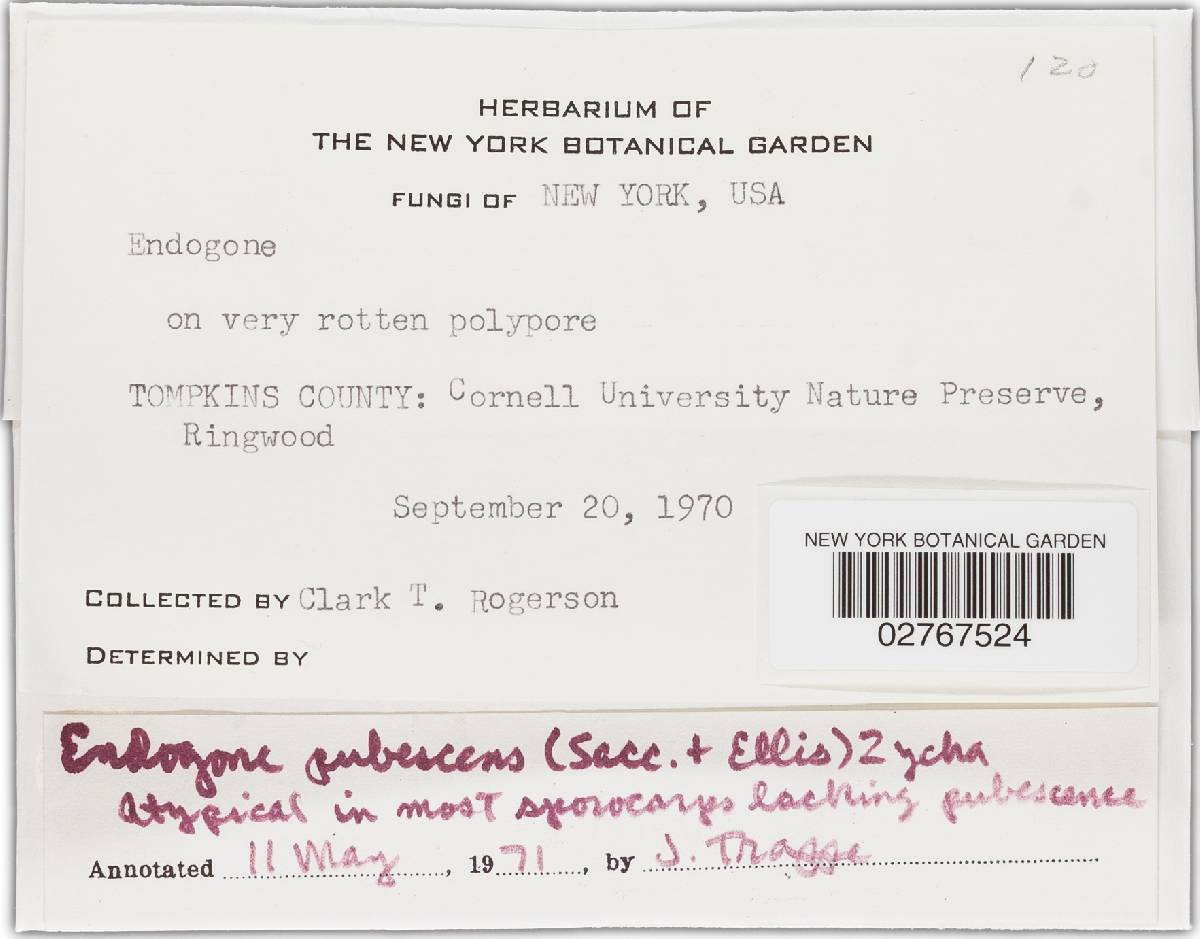 120
HERBARIUM OF
THE NEW YORK BOTANICAL GARDEN
FUNGI OF NEW YORK, USA
Endogone
on very rotten polypore
TOMPKINS COUNTY: Cornell University Nature Preserve,
Ringwood
September 20, 1970
COLLECTED BY Clark T. Rogerson
DETERMINED BY
NEW YORK BOTANICAL GARDEN
02767524
Endogone pubescens (Sacc. + Ellis) Zycha
atypical in most sporocarps lacking pubescence
Annotated 11 May, 1971, by J. Trappe